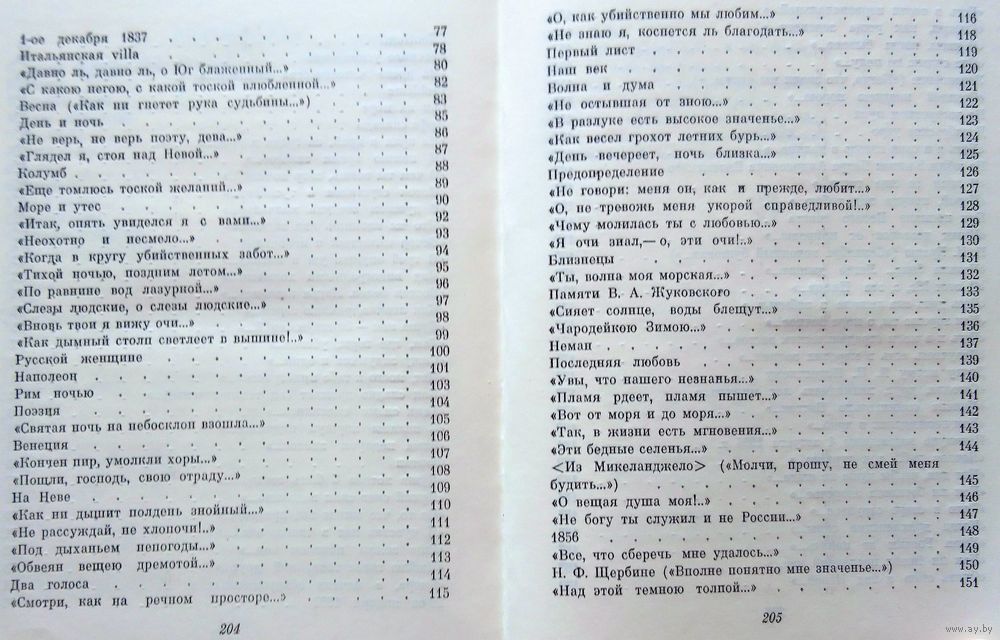 1-ое декабря 1837 . . . . . . . . . . . 77
Итальянская villa . . . . . . . . . . . 78
«Давно ль, давно ль, о Юг блаженный...» . . . . 80
«С какою негою, с какой тоской влюбленной...» . . 82
Весна («Как ни гнетет рука судьбины...») . . . . 83
День и ночь . . . . . . . . . . . 85
«Не верь, не верь поэту, дева...» . . . . . . 86
«Глядел я, стоя над Невой...» . . . . . . . 87
Колумб . . . . . . . . . . . 88
«Еще томлюсь тоской желаний...» . . . . . . 89
Море и утес . . . . . . . . . . . 90
«Итак, опять увиделся я с вами...» . . . . . . 92
«Неохотно и несмело...» . . . . . . . . 93
«Когда в кругу убийственных забот...» . . . . . 94
«Тихой ночью, поздним летом...» . . . . . . 95
«По равнине вод лазурной...» . . . . . . . 96
«Слезы людские, о слезы людские...» . . . . . 97
«Вновь твои я вижу очи...» . . . . . . . 98
«Как дымный столп светлеет в вышине!..» . . . . 99
Русской женщине . . . . . . . . . . 100
Наполеон . . . . . . . . . . . 101
Рим ночью . . . . . . . . . . . 103
Поэзия . . . . . . . . . . . 104
«Святая ночь на небосклон взошла...» . . . . . 105
Венеция . . . . . . . . . . . 106
«Кончен пир, умолкли хоры...» . . . . . . . 107
«Пошли, господь, свою отраду...» . . . . . . 108
На Неве . . . . . . . . . . . 109
«Как ни дышит полдень знойный...» . . . . . . 110
«Не рассуждай, не хлопочи!..» . . . . . . . 111
«Под дыханьем непогоды...» . . . . . . . 112
«Обвеян вещею дремотой...» . . . . . . . 113
Два голоса . . . . . . . . . . . 114
«Смотри, как на речном просторе...» . . . . . 115
204
«О, как убийственно мы любим...» . . . . . . 116
«Не знаю я, коснется ль благодать...» . . . . . 118
Первый лист . . . . . . . . . . . 119
Наш век . . . . . . . . . . . 120
Волна и дума . . . . . . . . . . . 121
«Не остывшая от зною...» . . . . . . . . 122
«В разлуке есть высокое значенье...» . . . . . 123
«Как весел грохот летних бурь...» . . . . . . 124
«День вечереет, ночь близка...» . . . . . . 125
Предопределение . . . . . . . . . . 126
«Не говори: меня он, как и прежде, любит...» . . . 127
«О, не тревожь меня укорой справедливой!..» . . . 128
«Чему молилась ты с любовью...» . . . . . . 129
«Я очи знал,— о, эти очи!..» . . . . . . . 130
Близнецы . . . . . . . . . . . 131
«Ты, волна моя морская...» . . . . . . . 132
Памяти В. А. Жуковского . . . . . . . . 133
«Сияет солнце, воды блещут...» . . . . . . . 135
«Чародейкою Зимою...» . . . . . . . . 136
Неман . . . . . . . . . . . 137
Последняя любовь . . . . . . . . . . 139
«Увы, что нашего незнанья...» . . . . . . . 140
«Пламя рдеет, пламя пышет...» . . . . . . . 141
«Вот от моря и до моря...» . . . . . . . 142
«Так, в жизни есть мгновения...» . . . . . . 143
«Эти бедные селенья...» . . . . . . . . 144
&lt;Из Микеланджело&gt; («Молчи, прошу, не смей меня
будить...») . . . . . . . . . . . 145
«О вещая душа моя!..» . . . . . . . . 146
«Не богу ты служил и не России...» . . . . . . 147
1856 . . . . . . . . . . . 148
«Все, что сберечь мне удалось...» . . . . . . 149
Н. Ф. Щербине («Вполне понятно мне значенье...») . . 150
«Над этой темною толпой...» . . . . . . . 151
205
www.ay.by